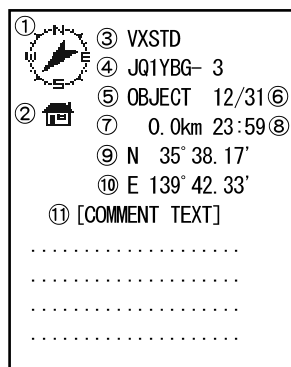 ① N
W E
S
③ VXSTD
④ JQ1YBG- 3
⑤ OBJECT 12/31⑥
②
⑦ 0.0km 23:59⑧
⑨ N 35°38.17’
⑩ E 139°42.33’
⑪ [COMMENT TEXT]
....................
....................
....................
....................